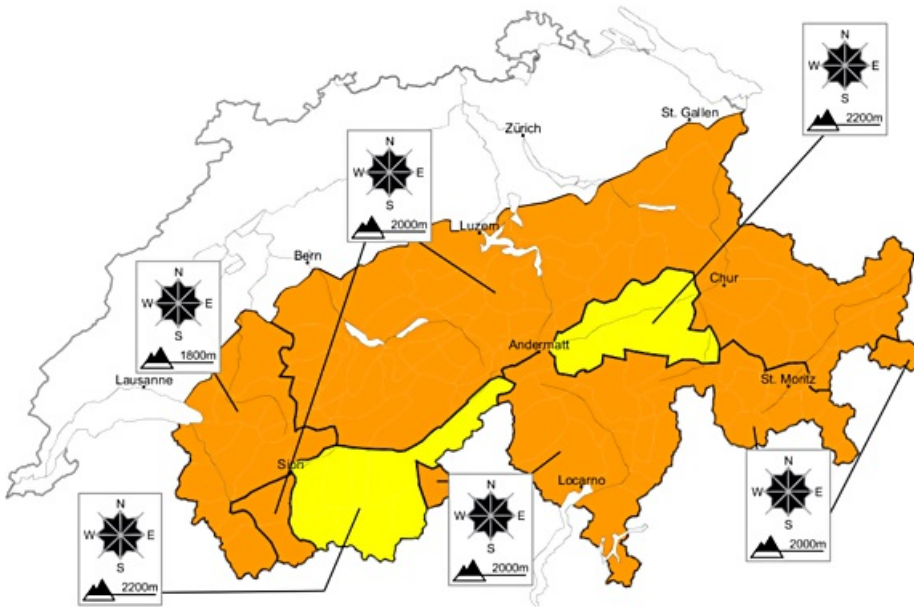 N
W E
S
2200m
St. Gallen
Zürich
N
W E
S
2000m
Luzern
Bern
N
W E
S
1800m
Chur
Andermatt
Lausanne
St. Moritz
Sion
Locarno
N
W E
S
2000m
N
W E
S
2000m
N
W E
S
2200m